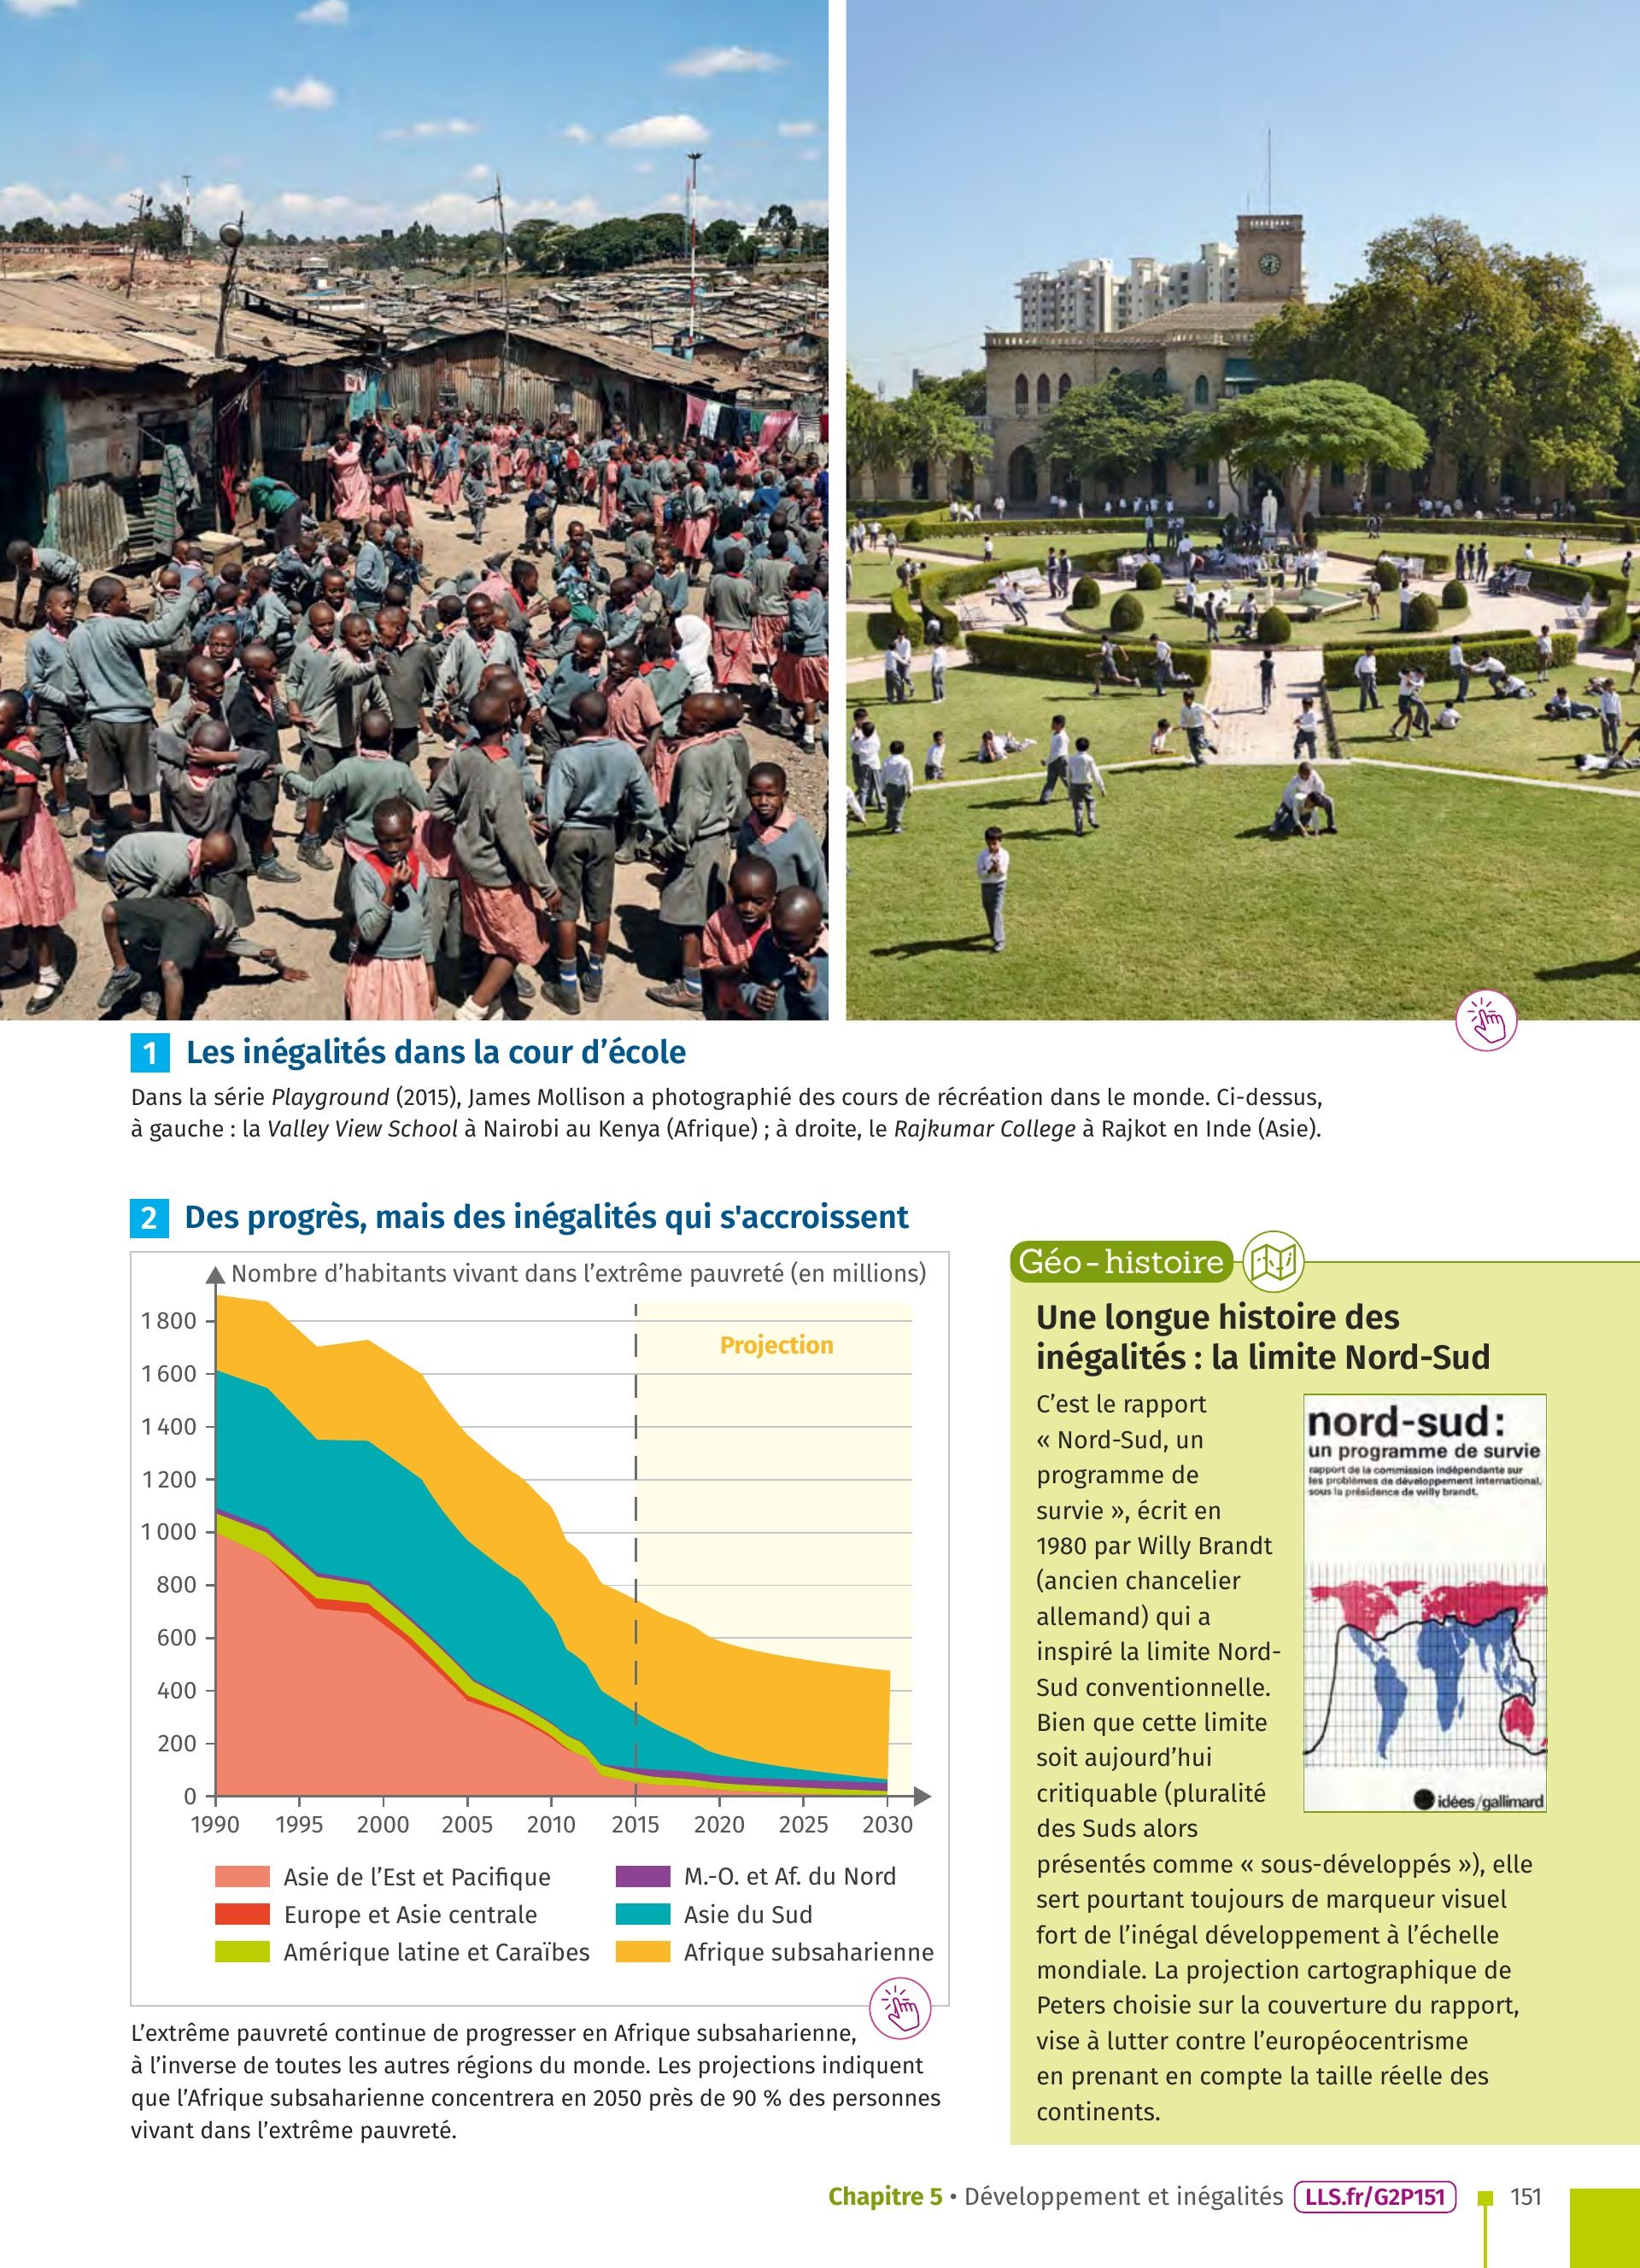 1 Les inégalités dans la cour d’école
Dans la série Playground (2015), James Mollison a photographié des cours de récréation dans le monde. Ci-dessus,
à gauche : la Valley View School à Nairobi au Kenya (Afrique) ; à droite, le Rajkumar College à Rajkot en Inde (Asie).
2 Des progrès, mais des inégalités qui s'accroissent
Nombre d’habitants vivant dans l’extrême pauvreté (en millions)
Projection
1 800
1 600
1 400
1 200
1 000
800
600
400
200
0
1990 1995 2000 2005 2010 2015 2020 2025 2030
Asie de l’Est et Pacifique
Europe et Asie centrale
Amérique latine et Caraïbes
M.-O. et Af. du Nord
Asie du Sud
Afrique subsaharienne
L’extrême pauvreté continue de progresser en Afrique subsaharienne,
à l’inverse de toutes les autres régions du monde. Les projections indiquent
que l’Afrique subsaharienne concentrera en 2050 près de 90 % des personnes
vivant dans l’extrême pauvreté.
Géo-histoire
Une longue histoire des
inégalités : la limite Nord-Sud
C’est le rapport
« Nord-Sud, un
programme de
survie », écrit en
1980 par Willy Brandt
(ancien chancelier
allemand) qui a
inspiré la limite Nord-
Sud conventionnelle.
Bien que cette limite
soit aujourd’hui
critiquable (pluralité
des Suds alors
présentés comme « sous-développés »), elle
sert pourtant toujours de marqueur visuel
fort de l’inégal développement à l’échelle
mondiale. La projection cartographique de
Peters choisie sur la couverture du rapport,
vise à lutter contre l’européocentrisme
en prenant en compte la taille réelle des
continents.
nord-sud:
un programme de survie
rapport de la commission indépendante sur
les problèmes de développement international,
sous la présidence de willy brandt.
idées/gallimard
Chapitre 5 • Développement et inégalités LLS.fr/G2P151 151